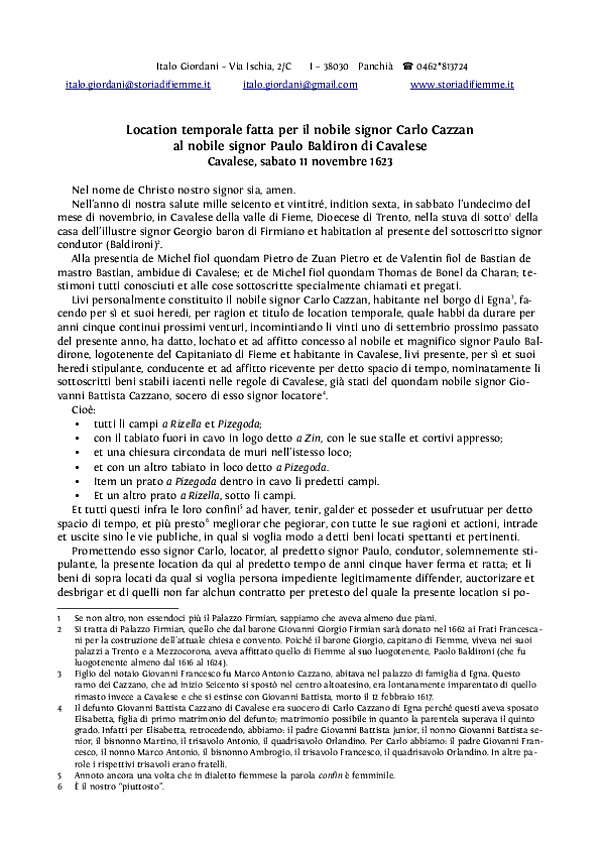 Italo Giordani – Via Ischia, 2/C I – 38030 Panchià ☎ 0462*813724
italo.giordani@storiadifiemme.it italo.giordani@gmail.com www.storiadifiemme.it
Location temporale fatta per il nobile signor Carlo Cazzan
al nobile signor Paulo Baldiron di Cavalese
Cavalese, sabato 11 novembre 1623
Nel nome de Christo nostro signor sia, amen.
Nell'anno di nostra salute mille seicento et vintitré, indition sexta, in sabbato l'undecimo del
mese di novembrio, in Cavalese della valle di Fieme, Dioecese di Trento, nella stuva di sotto1 della
casa dell'illustre signor Georgio baron di Firmiano et habitation al presente del sottoscritto signor
condutor (Baldironi)2.
Alla presentia de Michel fiol quondam Pietro de Zuan Pietro et de Valentin fiol de Bastian de
mastro Bastian, ambidue di Cavalese; et de Michel fiol quondam Thomas de Bonel da Charan; te-
stimoni tutti conosciuti et alle cose sottoscritte specialmente chiamati et pregati.
Livi personalmente constituito il nobile signor Carlo Cazzan, habitante nel borgo di Egna3, fa-
cendo per sì et suoi heredi, per ragion et titulo de location temporale, quale habbi da durare per
anni cinque continui prossimi venturi, incomintiando li vinti uno di settembrio prossimo passato
del presente anno, ha datto, lochato et ad affitto concesso al nobile et magnifico signor Paulo Bal-
dirone, logotenente del Capitaniato di Fieme et habitante in Cavalese, livi presente, per sì et suoi
heredi stipulante, conducente et ad affitto ricevente per detto spacio di tempo, nominatamente li
sottoscritti beni stabili iacenti nelle regole di Cavalese, già stati del quondam nobile signor Gio-
vanni Battista Cazzano, socero di esso signor locatore4.
Cioè:
• tutti li campi a Rizella et Pizegoda;
• con il tabiato fuori in cavo in logo detto a Zin, con le sue stalle et cortivi appresso;
• et una chiesura circondata de muri nell'istesso loco;
• et con un altro tabiato in loco detto a Pizegoda.
• Item un prato a Pizegoda dentro in cavo li predetti campi.
• Et un altro prato a Rizella, sotto li campi.
Et tutti questi infra le loro confini5 ad haver, tenir, galder et posseder et usufrutuar per detto
spacio di tempo, et più presto6 megliorar che pegiorar, con tutte le sue ragioni et actioni, intrade
et uscite sino le vie publiche, in qual si voglia modo a detti beni locati spettanti et pertinenti.
Promettendo esso signor Carlo, locator, al predetto signor Paulo, condutor, solemnemente sti-
pulante, la presente location da qui al predetto tempo de anni cinque haver ferma et ratta; et li
beni di sopra locati da qual si voglia persona impediente legitimamente diffender, auctorizare et
desbrigar et di quelli non far alchun contratto per pretesto del quale la presente location si po-
1 Se non altro, non essendoci più il Palazzo Firmian, sappiamo che aveva almeno due piani.
2 Si tratta di Palazzo Firmian, quello che dal barone Giovanni Giorgio Firmian sarà donato nel 1662 ai Frati Francesca-
ni per la costruzione dell'attuale chiesa e convento. Poiché il barone Giorgio, capitano di Fiemme, viveva nei suoi
palazzi a Trento e a Mezzocorona, aveva affittato quello di Fiemme al suo luogotenente, Paolo Baldironi (che fu
luogotenente almeno dal 1616 al 1624).
3 Figlio del notaio Giovanni Francesco fu Marco Antonio Cazzano, abitava nel palazzo di famiglia d Egna. Questo
ramo dei Cazzano, che ad inizio Seicento si spostò nel centro altoatesino, era lontanamente imparentato di quello
rimasto invece a Cavalese e che si estinse con Giovanni Battista, morto il 12 febbraio 1617.
4 Il defunto Giovanni Battista Cazzano di Cavalese era suocero di Carlo Cazzano di Egna perché questi aveva sposato
Elisabetta, figlia di primo matrimonio del defunto; matrimonio possibile in quanto la parentela superava il quinto
grado. Infatti per Elisabetta, retrocedendo, abbiamo: il padre Giovanni Battista junior, il nonno Giovanni Battista se-
nior, il bisnonno Martino, il trisavolo Antonio, il quadrisavolo Orlandino. Per Carlo abbiamo: il padre Giovanni Fran-
cesco, il nonno Marco Antonio, il bisnonno Ambrogio, il trisavolo Francesco, il quadrisavolo Orlandino. In altre pa-
role i rispettivi trisavoli erano fratelli.
5 Annoto ancora una volta che in dialetto fiemmese la parola confin è femminile.
6 È il nostro "piuttosto".